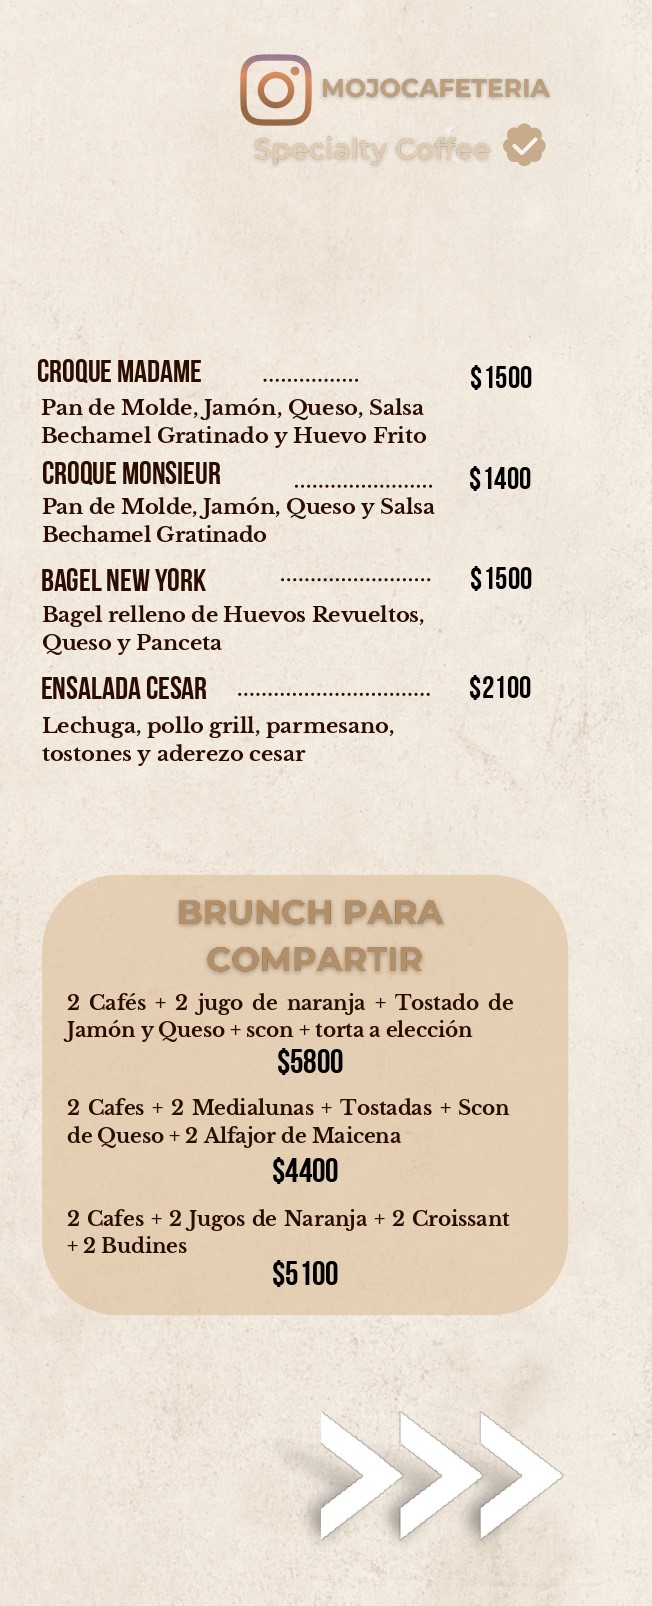 MOJOCAFETERIA
Specialty Coffee
CROQUE MADAME ................ $1500
Pan de Molde, Jamón, Queso, Salsa
Bechamel Gratinado y Huevo Frito
CROQUE MONSIEUR ....................... $1400
Pan de Molde, Jamón, Queso y Salsa
Bechamel Gratinado
BAGEL NEW YORK ......................... $1500
Bagel relleno de Huevos Revueltos,
Queso y Panceta
ENSALADA CESAR ................................ $2100
Lechuga, pollo grill, parmesano,
tostones y aderezo cesar
BRUNCH PARA
COMPARTIR
2 Cafés + 2 jugo de naranja + Tostado de
Jamón y Queso + scon + torta a elección
$5800
2 Cafes + 2 Medialunas + Tostadas + Scon
de Queso + 2 Alfajor de Maicena
$4400
2 Cafes + 2 Jugos de Naranja + 2 Croissant
+ 2 Budines
$5100